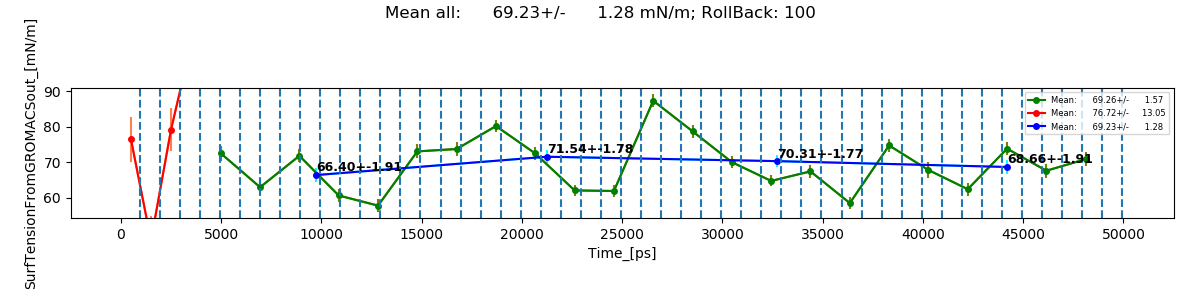 Mean all: 69.23+/- 1.28 mN/m; RollBack: 100
SurfTensionFromGROMACSout_[mN/m]
90
80
70
60
66.40+-1.91
71.54+-1.78
70.31+-1.77
68.66+-1.91
Mean: 69.26+/- 1.57
Mean: 76.72+/- 13.05
Mean: 69.23+/- 1.28
0 5000 10000 15000 20000 25000 30000 35000 40000 45000 50000
Time_[ps]